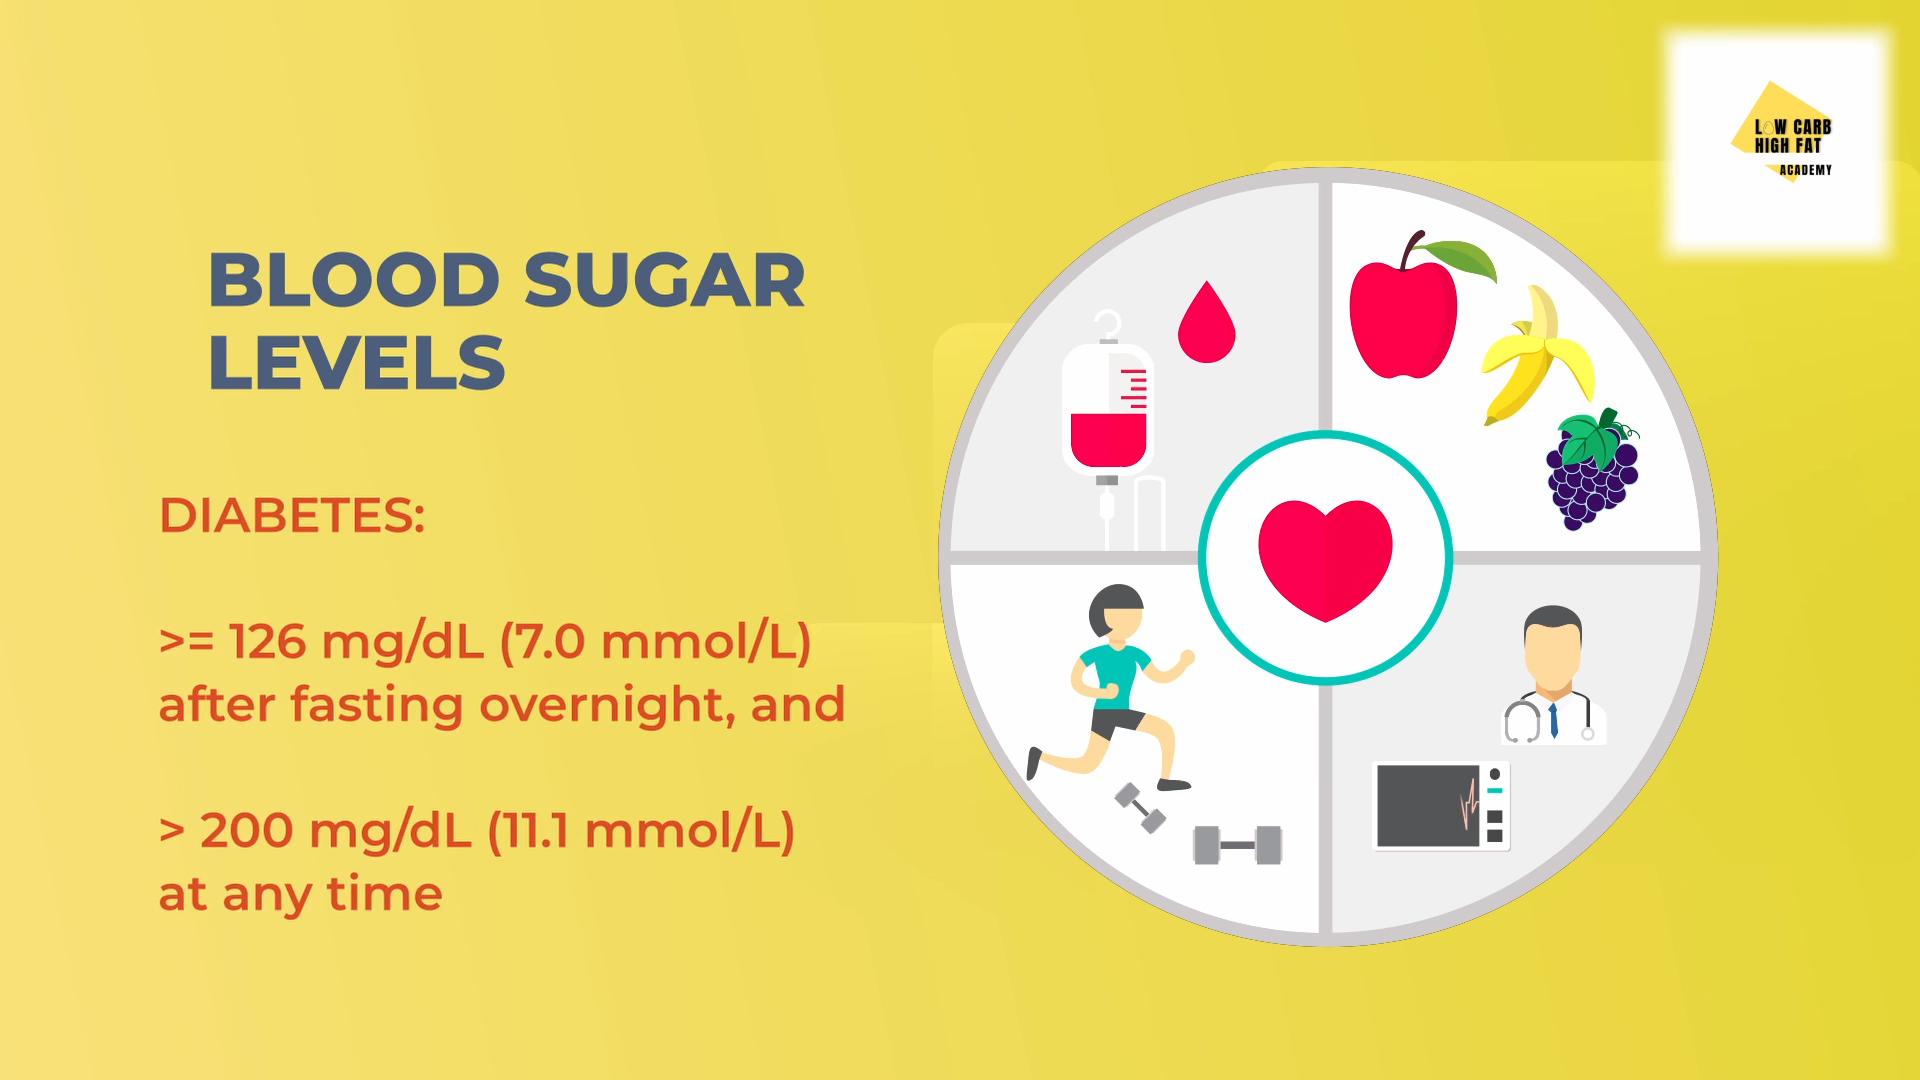 LOW CARB
HIGH FAT
ACADEMY
BLOOD SUGAR
LEVELS
DIABETES:
>= 126 mg/dL (7.0 mmol/L)
after fasting overnight, and
> 200 mg/dL (11.1 mmol/L)
at any time